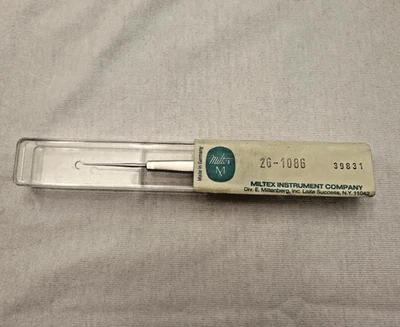 Made in Germany
Miltex
M
26-1086
39831
MILTEX INSTRUMENT COMPANY
Div. E. Miltenberg, Inc. Lake Success, N.Y. 11042